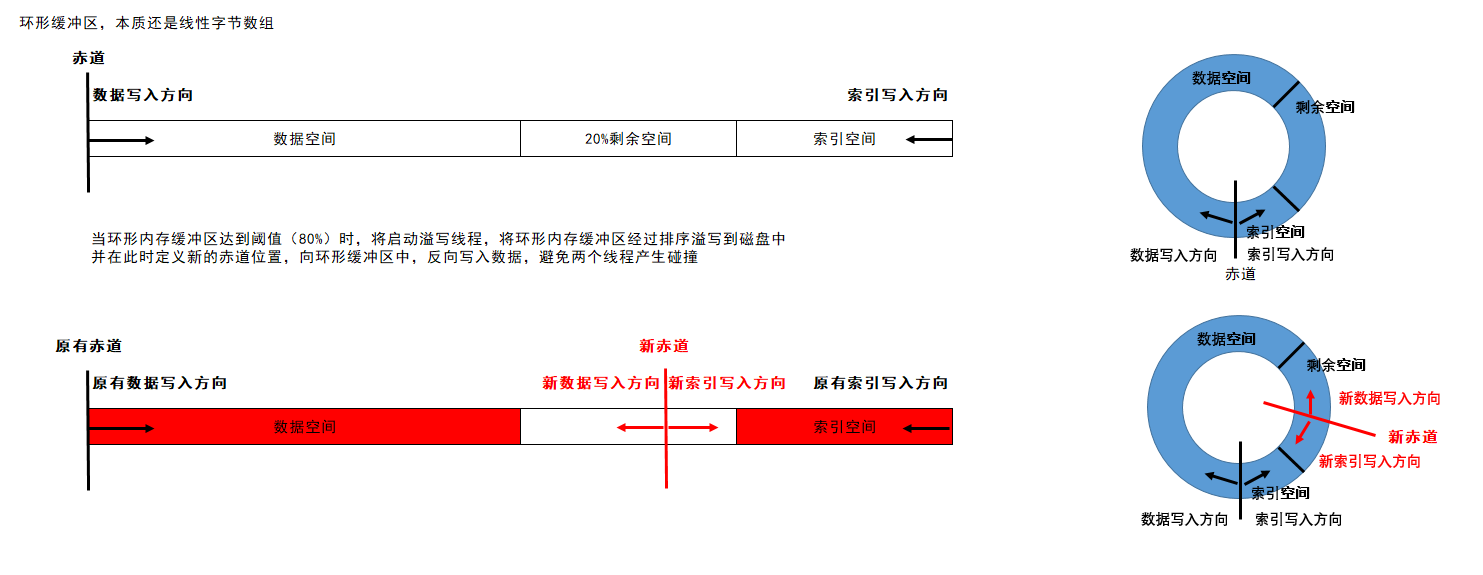 环形缓冲区，本质还是线性字节数组
赤道
数据写入方向
索引写入方向
数据空间
20%剩余空间
索引空间
当环形内存缓冲区达到阈值（80%）时，将启动溢写线程，将环形内存缓冲区经过排序溢写到磁盘中
并在此时定义新的赤道位置，向环形缓冲区中，反向写入数据，避免两个线程产生碰撞
原有赤道
新赤道
原有数据写入方向
新数据写入方向
新索引写入方向
原有索引写入方向
数据空间
索引空间
数据空间
剩余空间
索引空间
数据写入方向
索引写入方向
赤道
数据空间
剩余空间
新数据写入方向
新赤道
新索引写入方向
索引空间
数据写入方向
索引写入方向